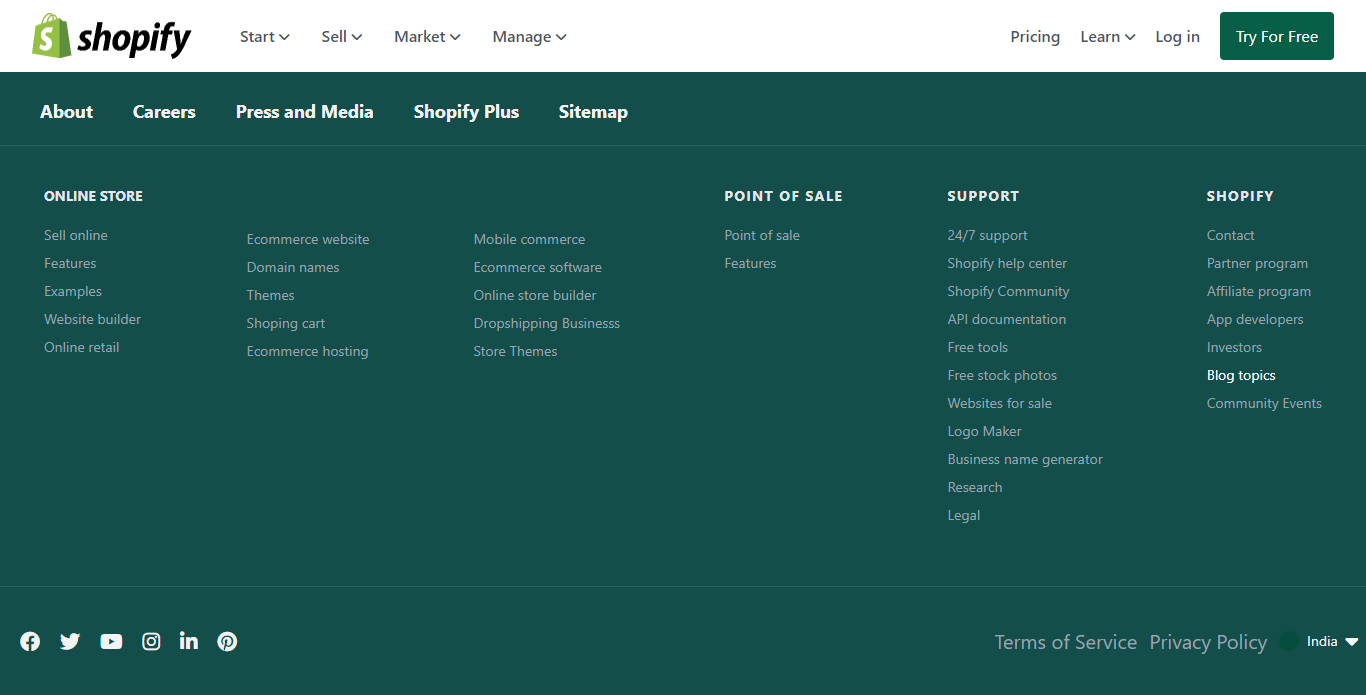 shopify Start Sell Market Manage Pricing Learn Log in Try For Free
About Careers Press and Media Shopify Plus Sitemap
ONLINE STORE
Sell online
Features
Examples
Website builder
Online retail
Ecommerce website
Domain names
Themes
Shoping cart
Ecommerce hosting
Mobile commerce
Ecommerce software
Online store builder
Dropshipping Businesss
Store Themes
POINT OF SALE
Point of sale
Features
SUPPORT
24/7 support
Shopify help center
Shopify Community
API documentation
Free tools
Free stock photos
Websites for sale
Logo Maker
Business name generator
Research
Legal
SHOPIFY
Contact
Partner program
Affiliate program
App developers
Investors
Blog topics
Community Events
Terms of Service Privacy Policy India